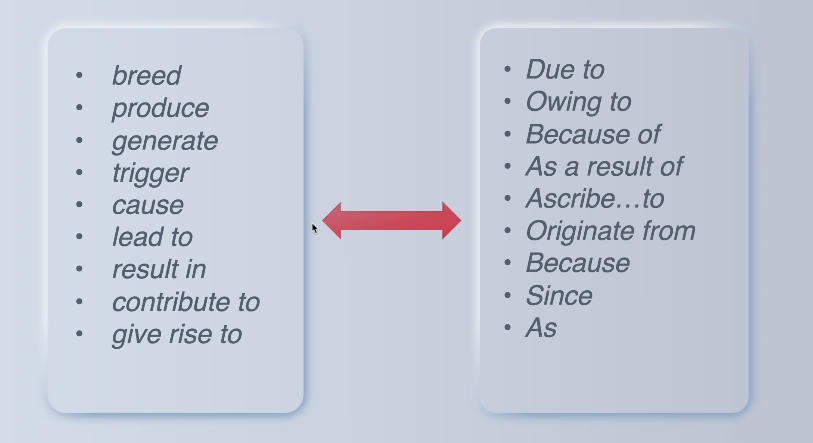 • breed
• produce
• generate
• trigger
• cause
• lead to
• result in
• contribute to
• give rise to
• Due to
• Owing to
• Because of
• As a result of
• Ascribe…to
• Originate from
• Because
• Since
• As